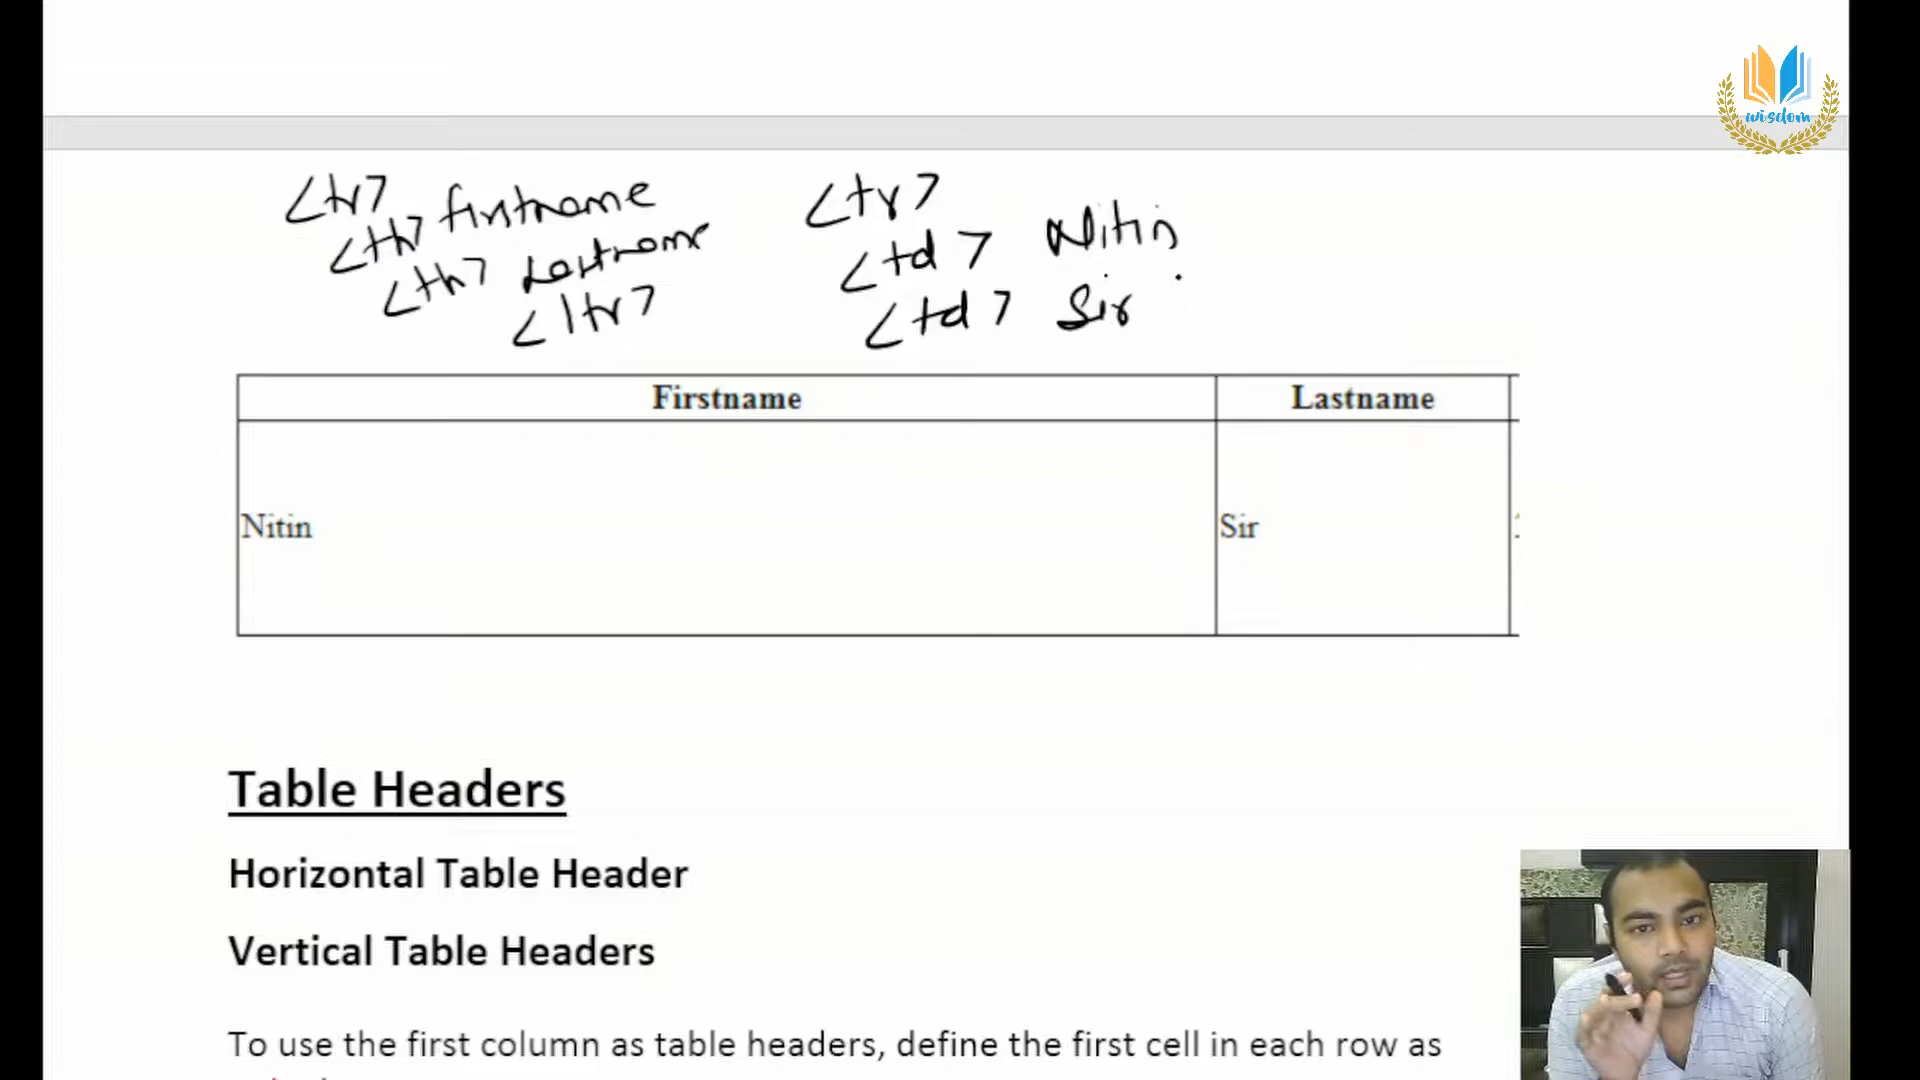 wisdom
<tr>
<th> firstname
<th> Lastname
</tr>
<tr>
<td> Nitin
<td> Sir
Firstname Lastname
Nitin Sir
Table Headers
Horizontal Table Header
Vertical Table Headers
To use the first column as table headers, define the first cell in each row as